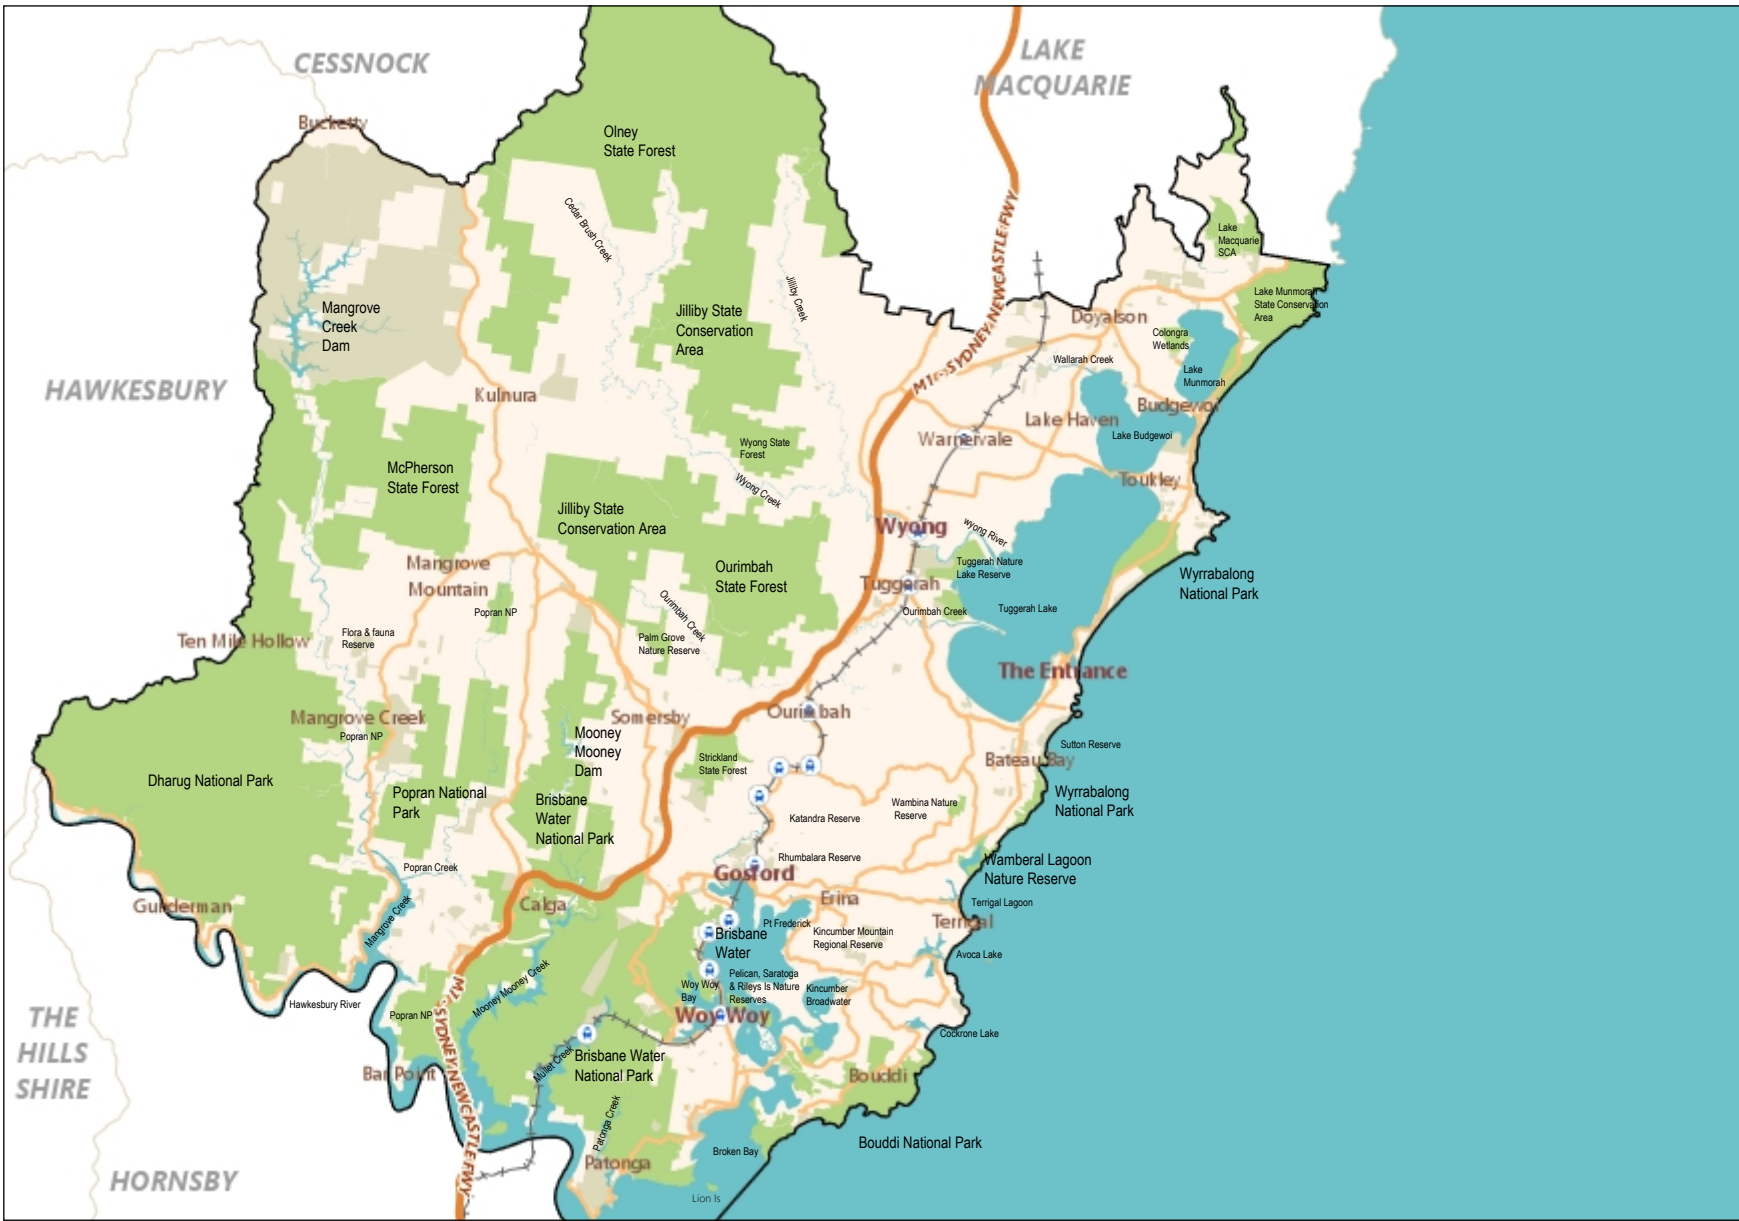 CESSNOCK
LAKE
MACQUARIE
Bucketty
Olney
State Forest
Cedar Brush Creek
Jilliby Creek
M1 - SYDNEY NEWCASTLE FWY
Lake
Macquarie
SCA
Lake Munmorah
State Conservation
Area
Mangrove
Creek
Dam
Jilliby State
Conservation
Area
Doyalson
Colongra
Wetlands
Wallarah Creek
Lake
Munmorah
HAWKESBURY
Kulnura
Budgewoi
Lake Haven
Lake Budgewoi
Warnervale
Wyong State
Forest
McPherson
State Forest
Wyong Creek
Toukley
Jilliby State
Conservation Area
Wyong
wyong River
Mangrove
Mountain
Ourimbah
State Forest
Tuggerah Nature
Lake Reserve
Wyrrabalong
National Park
Tuggerah
Popran NP
Ourimbah Creek
Ourimbah Creek
Tuggerah Lake
Ten Mile Hollow
Flora & fauna
Reserve
Palm Grove
Nature Reserve
The Entrance
Mangrove Creek
Popran NP
Somersby
Ourimbah
Mooney
Mooney
Dam
Sutton Reserve
Strickland
State Forest
Bateau Bay
Dharug National Park
Popran National
Park
Brisbane
Water
National Park
Wambina Nature
Reserve
Wyrrabalong
National Park
Katandra Reserve
Rhumbalara Reserve
Wamberal Lagoon
Nature Reserve
Popran Creek
Gosford
Gunderman
Calga
Erina
Terrigal Lagoon
Mangrove Creek
Pt Frederick
Terrigal
Brisbane
Water
Kincumber Mountain
Regional Reserve
Avoca Lake
Mooney Mooney Creek
Woy Woy
Bay
Pelican, Saratoga
& Rileys Is Nature
Reserves
Kincumber
Broadwater
Hawkesbury River
Popran NP
M1 - SYDNEY NEWCASTLE FWY
Woy Woy
Cockrone Lake
THE
HILLS
SHIRE
Mullet Creek
Brisbane Water
National Park
Bar Point
Bouddi
Patonga Creek
Bouddi National Park
Broken Bay
Patonga
HORNSBY
Lion Is